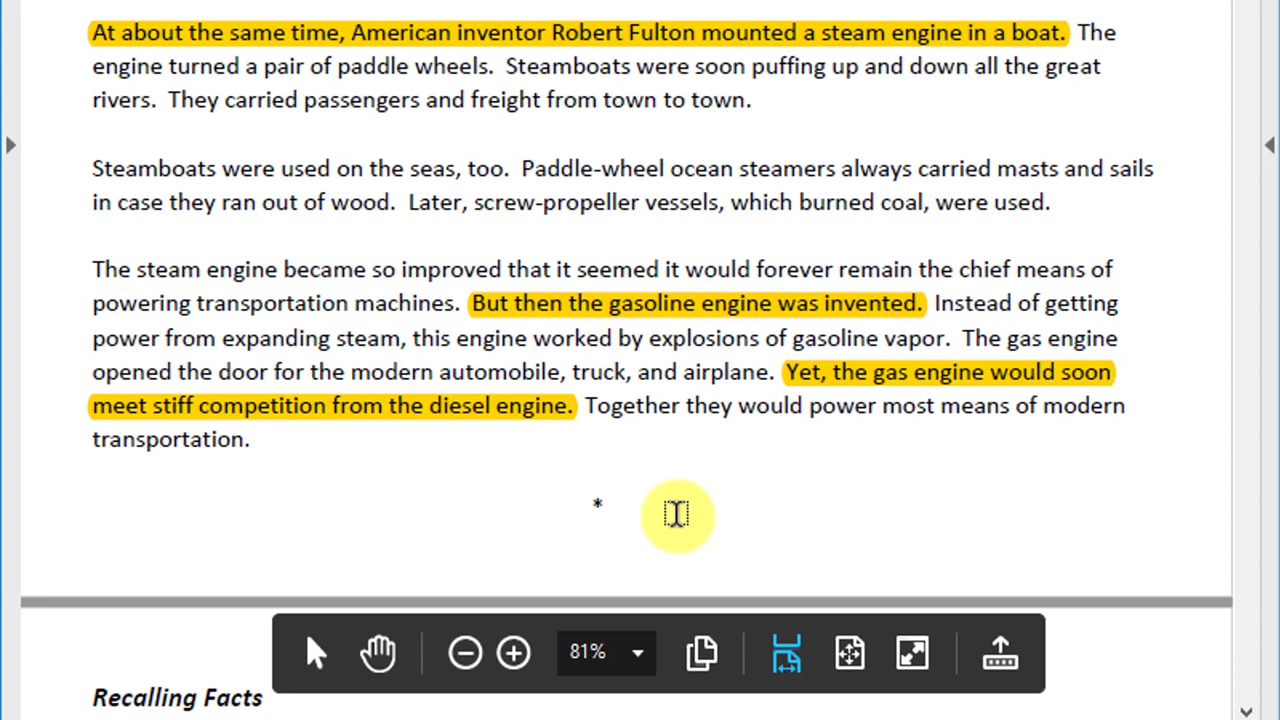 At about the same time, American inventor Robert Fulton mounted a steam engine in a boat. The
engine turned a pair of paddle wheels. Steamboats were soon puffing up and down all the great
rivers. They carried passengers and freight from town to town.
Steamboats were used on the seas, too. Paddle-wheel ocean steamers always carried masts and sails
in case they ran out of wood. Later, screw-propeller vessels, which burned coal, were used.
The steam engine became so improved that it seemed it would forever remain the chief means of
powering transportation machines. But then the gasoline engine was invented. Instead of getting
power from expanding steam, this engine worked by explosions of gasoline vapor. The gas engine
opened the door for the modern automobile, truck, and airplane. Yet, the gas engine would soon
meet stiff competition from the diesel engine. Together they would power most means of modern
transportation.
*
81%
Recalling Facts